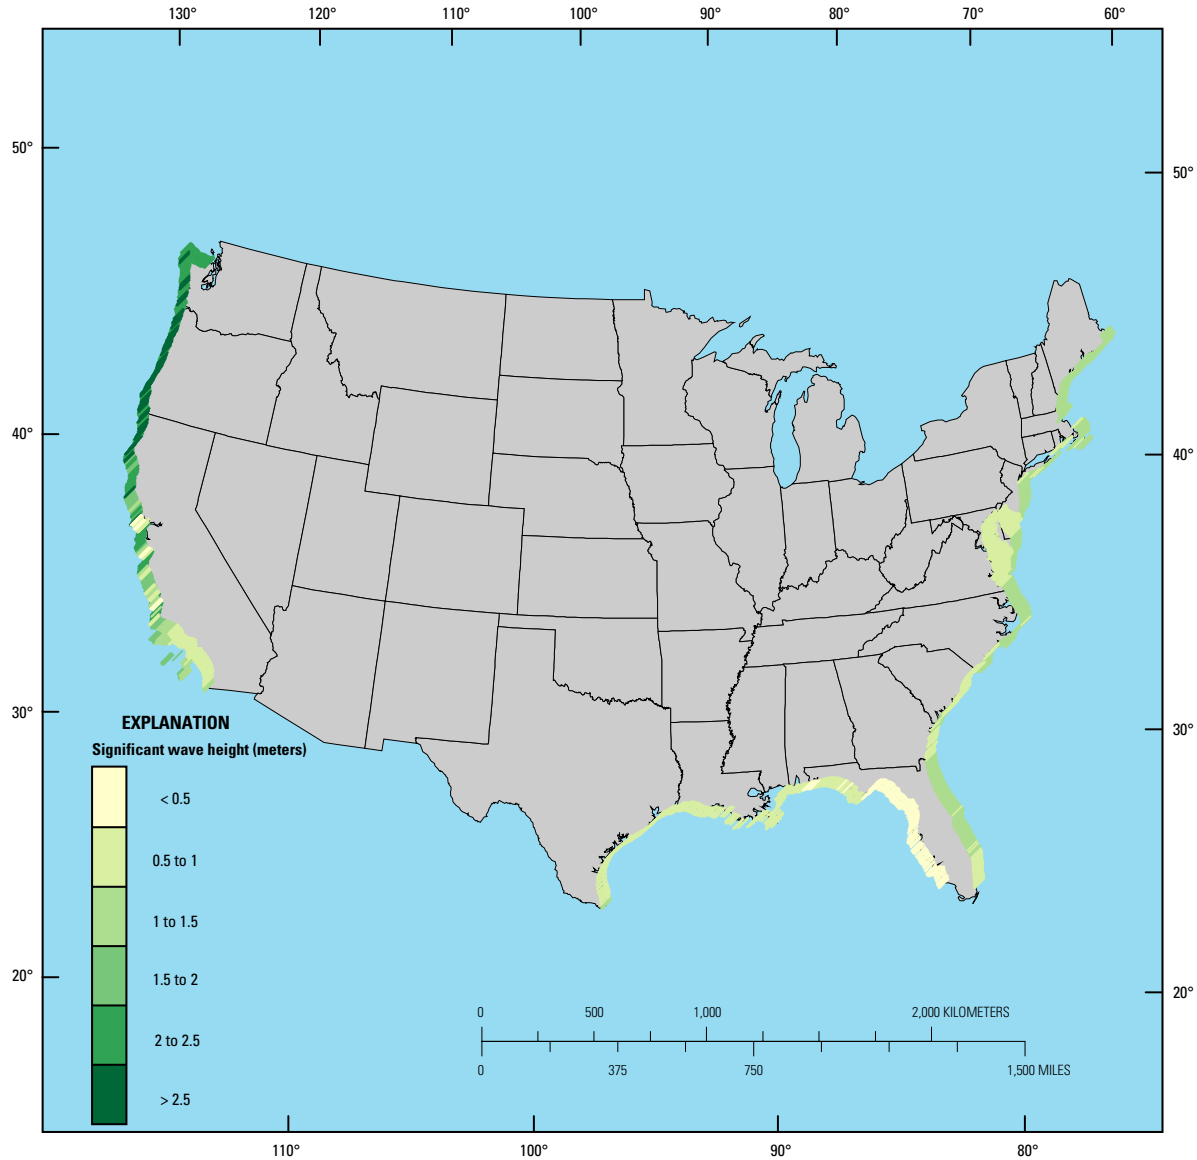 130° 120° 110° 100° 90° 80° 70° 60°
50°
50°
40°
40°
30°
30°
EXPLANATION
Significant wave height (meters)
< 0.5
0.5 to 1
1 to 1.5
1.5 to 2
2 to 2.5
> 2.5
20°
20°
0 500 1,000 2,000 KILOMETERS
0 375 750 1,500 MILES
110° 100° 90° 80°